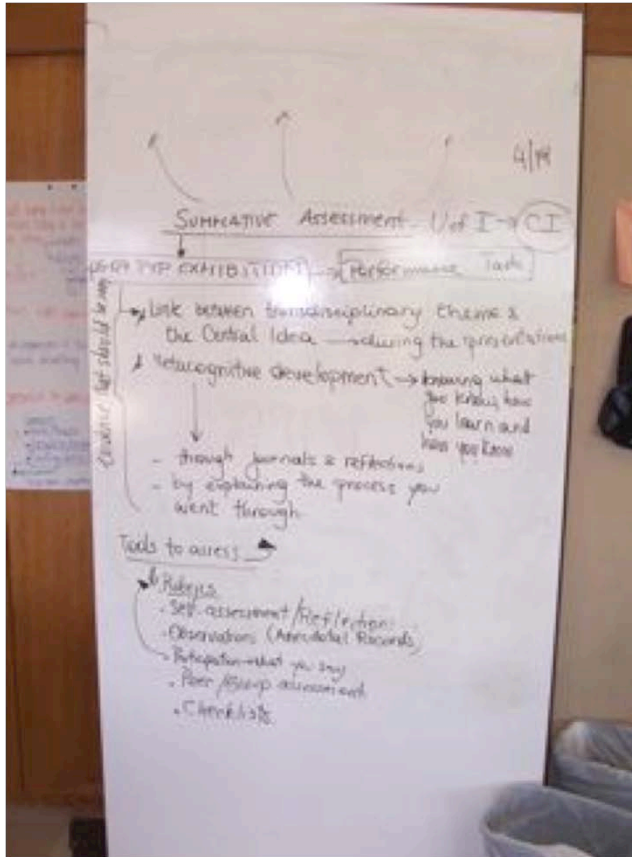 4/19
SUMMATIVE Assessment - U of I → CI
PYP EXHIBITION → Performance Task
Link between transdisciplinary theme &
the Central Idea → during the presentations
Metacognitive development → knowing what
you know, how
you learn and
how you know
- through journals & reflections
- by explaining the process you
went through
Tools to assess
Rubrics
• Self-assessment/Reflection
• Observations (Anecdotal Records)
• Participation-what you say
• Peer/Group assessment
• Checklists